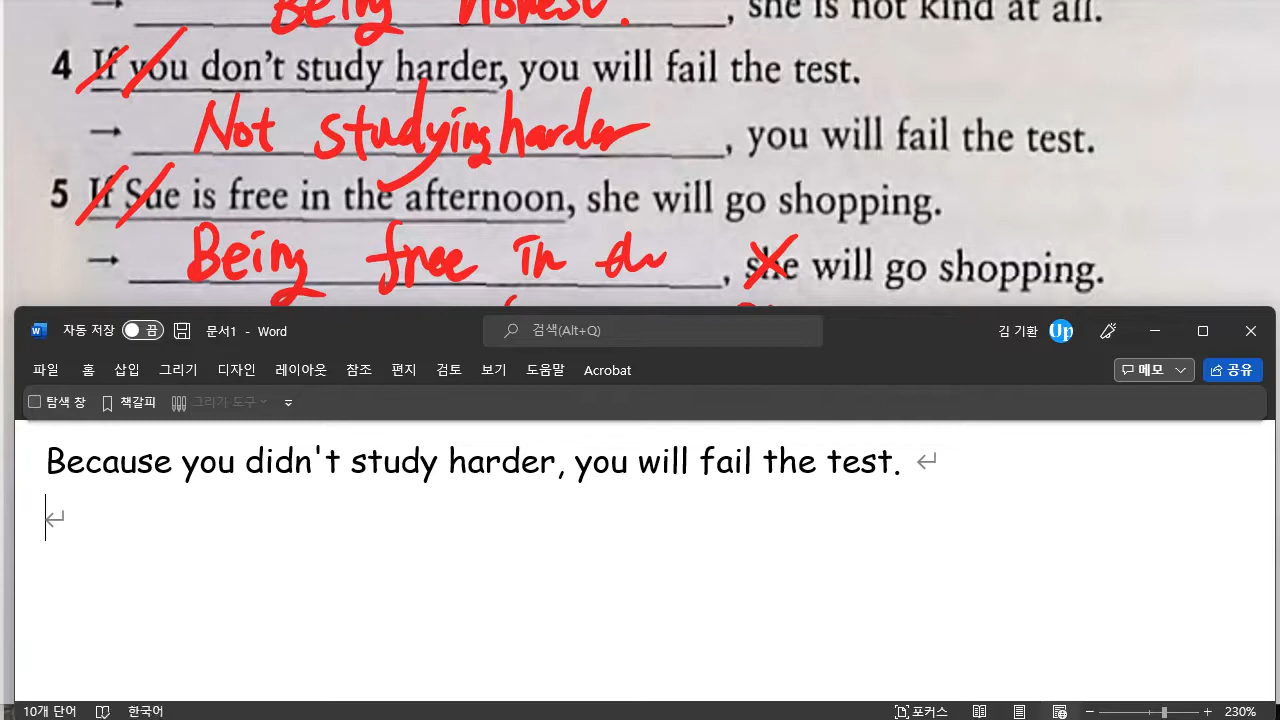 Being honest. , she is not kind at all.
4 If you don't study harder, you will fail the test.
→ Not studying harder , you will fail the test.
5 If Sue is free in the afternoon, she will go shopping.
→ Being free in the , she will go shopping.
자동 저장 끔 문서1 - Word 검색(Alt+Q) 김 기환 Up
파일 홈 삽입 그리기 디자인 레이아웃 참조 편지 검토 보기 도움말 Acrobat 메모 공유
탐색 창 책갈피 그리기 도구
Because you didn't study harder, you will fail the test.
10개 단어 한국어 포커스 230%